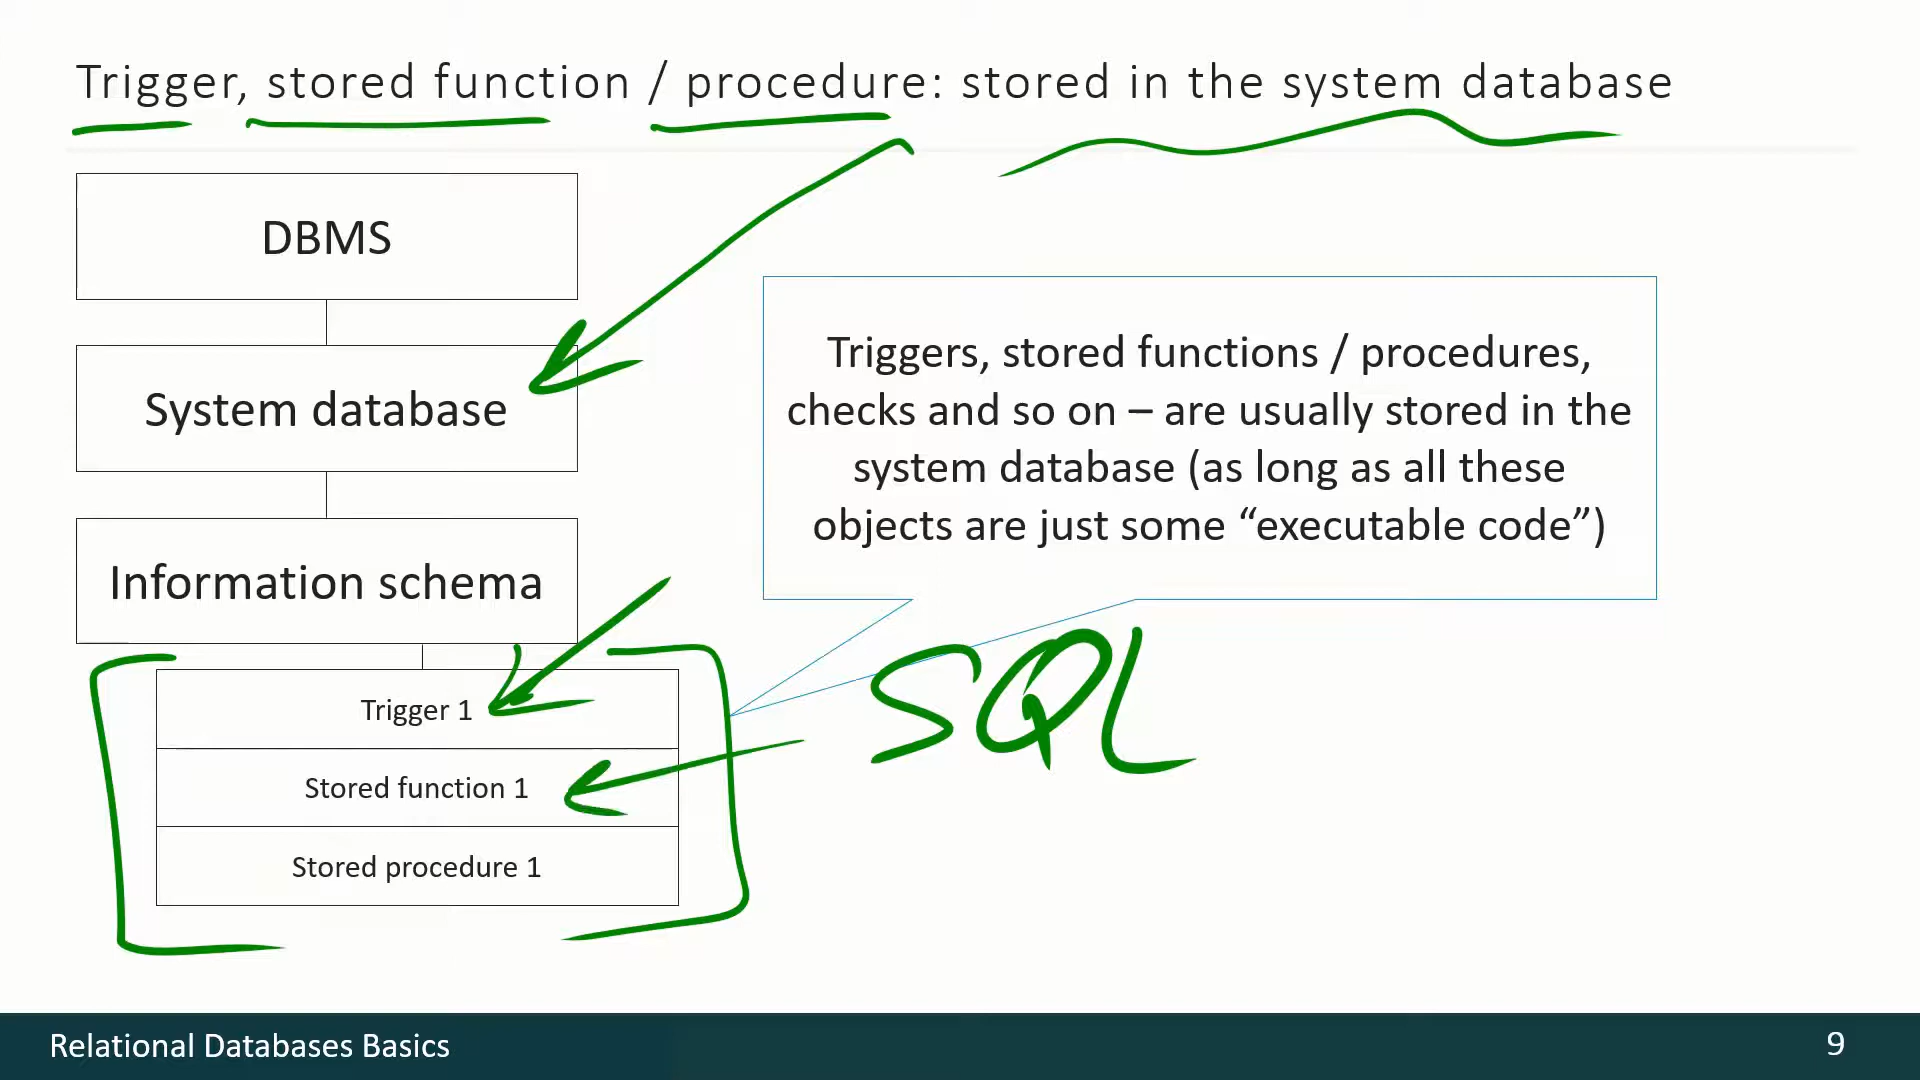 Trigger, stored function / procedure: stored in the system database
DBMS
System database
Information schema
Trigger 1
Stored function 1
Stored procedure 1
Triggers, stored functions / procedures,
checks and so on – are usually stored in the
system database (as long as all these
objects are just some “executable code”)
SQL
Relational Databases Basics
9